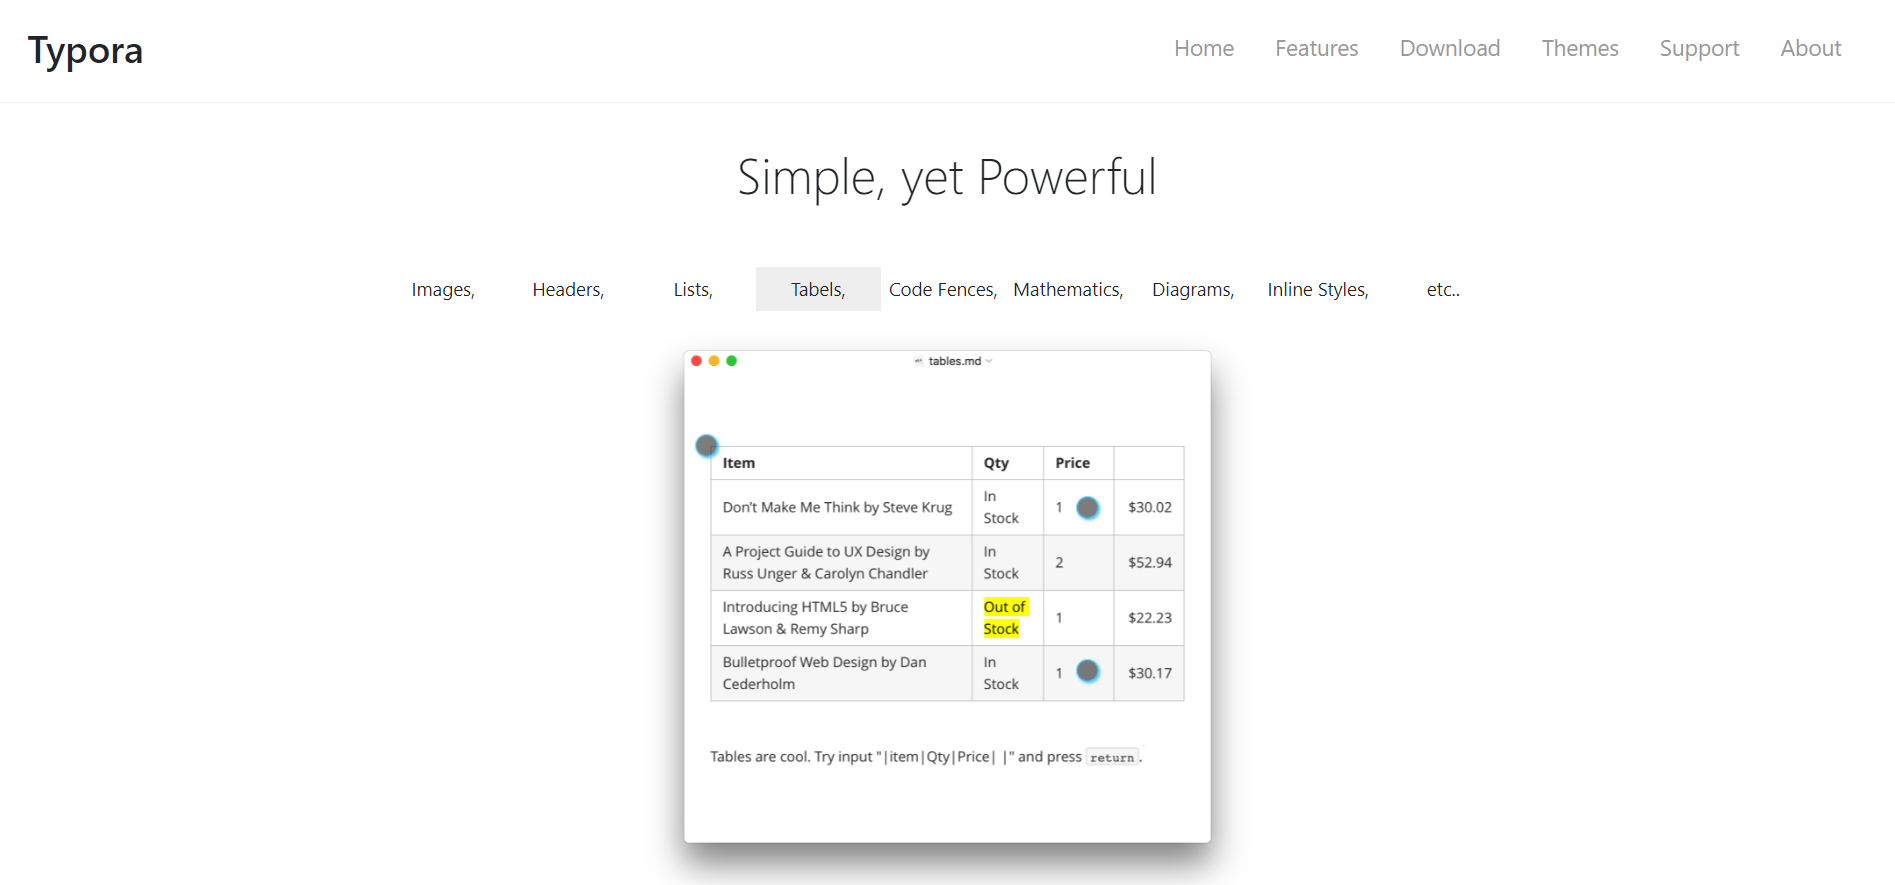 Typora
Home Features Download Themes Support About
Simple, yet Powerful
Images, Headers, Lists, Tabels, Code Fences, Mathematics, Diagrams, Inline Styles, etc..
tables.md
Item Qty Price
Don't Make Me Think by Steve Krug In Stock 1 $30.02
A Project Guide to UX Design by
Russ Unger & Carolyn Chandler In Stock 2 $52.94
Introducing HTML5 by Bruce
Lawson & Remy Sharp Out of Stock 1 $22.23
Bulletproof Web Design by Dan
Cederholm In Stock 1 $30.17
Tables are cool. Try input "|item|Qty|Price| |" and press return.